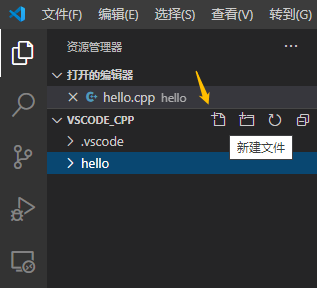 文件(F) 编辑(E) 选择(S) 查看(V) 转到(G)
资源管理器
打开的编辑器
hello.cpp hello
VSCODE_CPP
.vscode
新建文件
hello